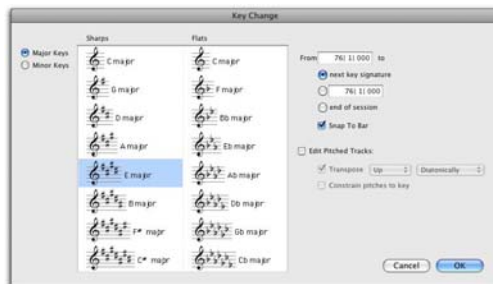 Key Change
Sharps Flats
Major Keys
Minor Keys
C major C major
G major F major
D major Bb major
A major Eb major
E major Ab major
B major Db major
F# major Gb major
C# major Cb major
From 76| 1| 000 to
next key signature
76| 1| 000
end of session
Snap To Bar
Edit Pitched Tracks:
Transpose Up Diatonically
Constrain pitches to key
Cancel OK